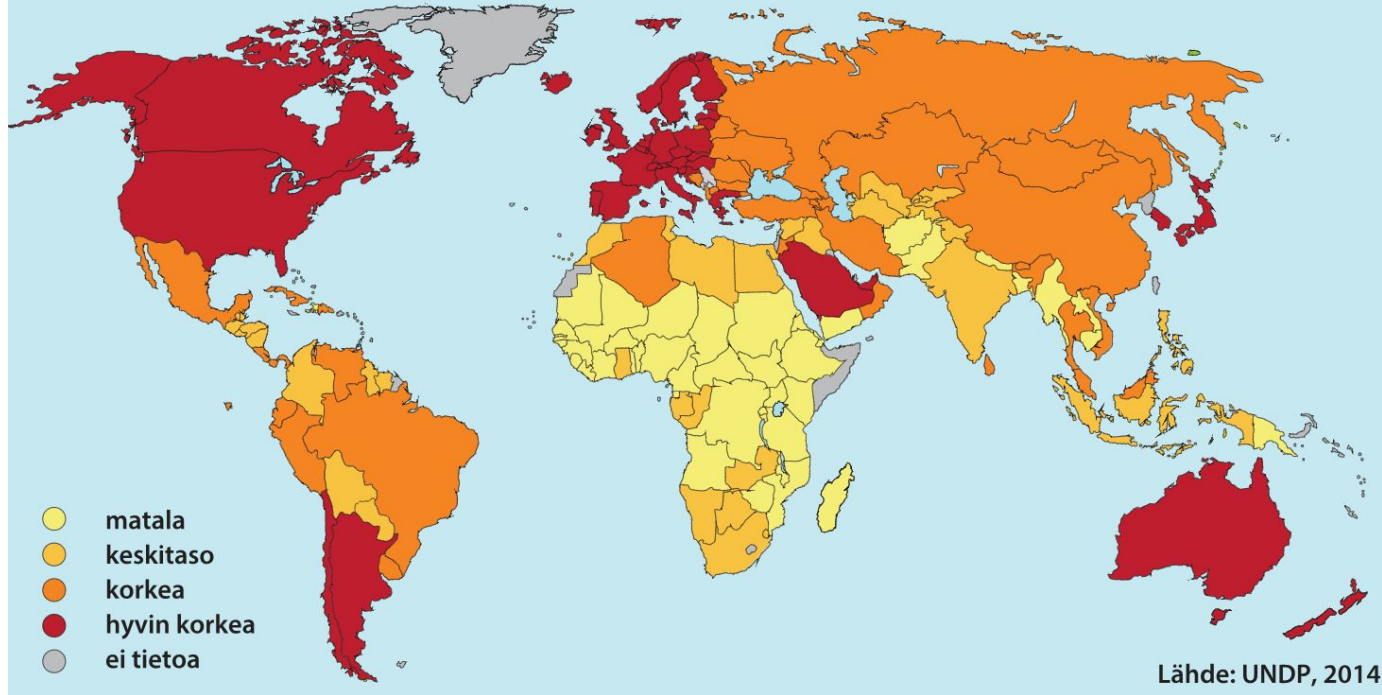 matala
keskitaso
korkea
hyvin korkea
ei tietoa
Lähde: UNDP, 2014